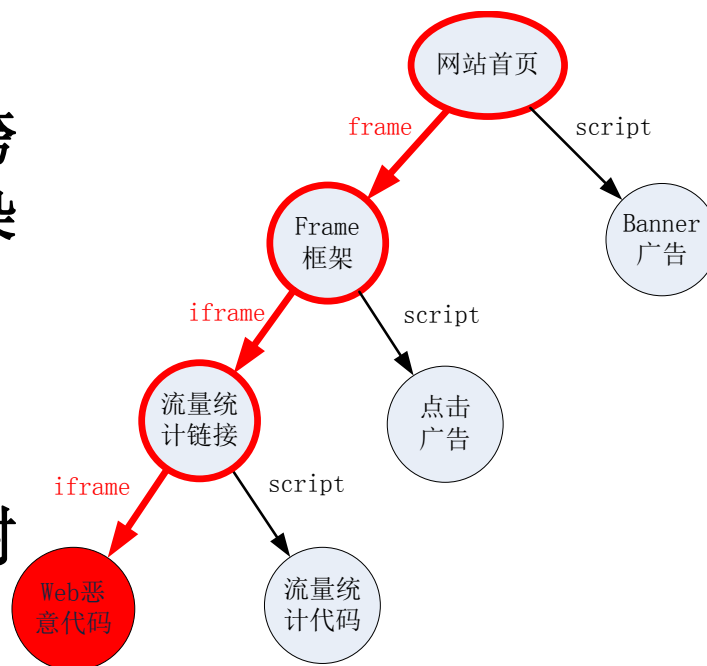 网站首页
frame
script
Frame
框架
Banner
广告
iframe
script
流量统
计链接
点击
广告
iframe
script
Web恶
意代码
流量统
计代码